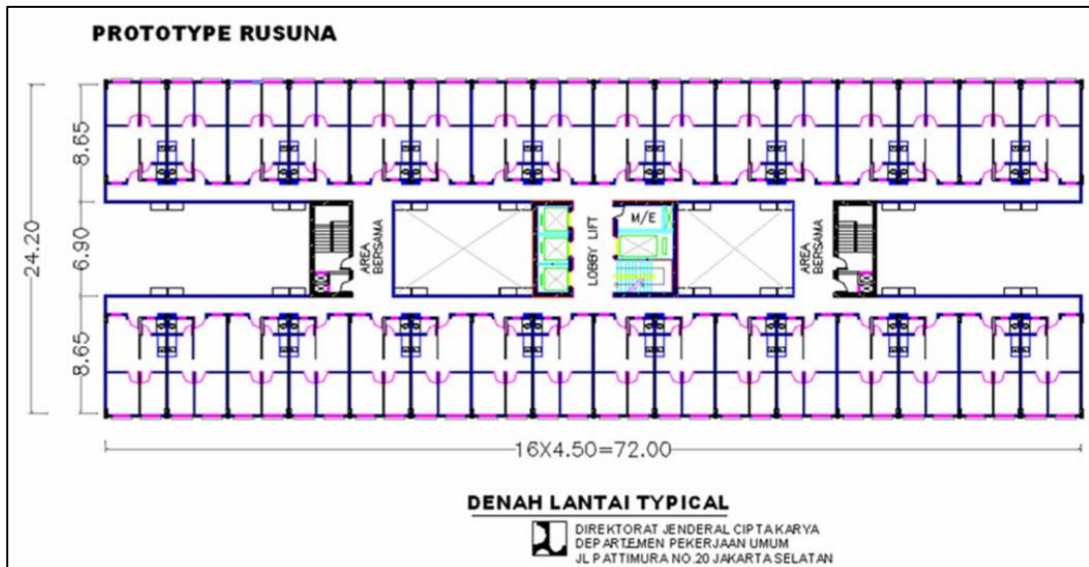 PROTOTYPE RUSUNA
8.65
24.20
6.90
8.65
AREA
BERSAMA
LOBBY LIFT
M/E
AREA
BERSAMA
16X4.50=72.00
DENAH LANTAI TYPICAL
DIREKTORAT JENDERAL CIPTA KARYA
DEPARTEMEN PEKERJAAN UMUM
JL PATTIMURA NO.20 JAKARTA SELATAN